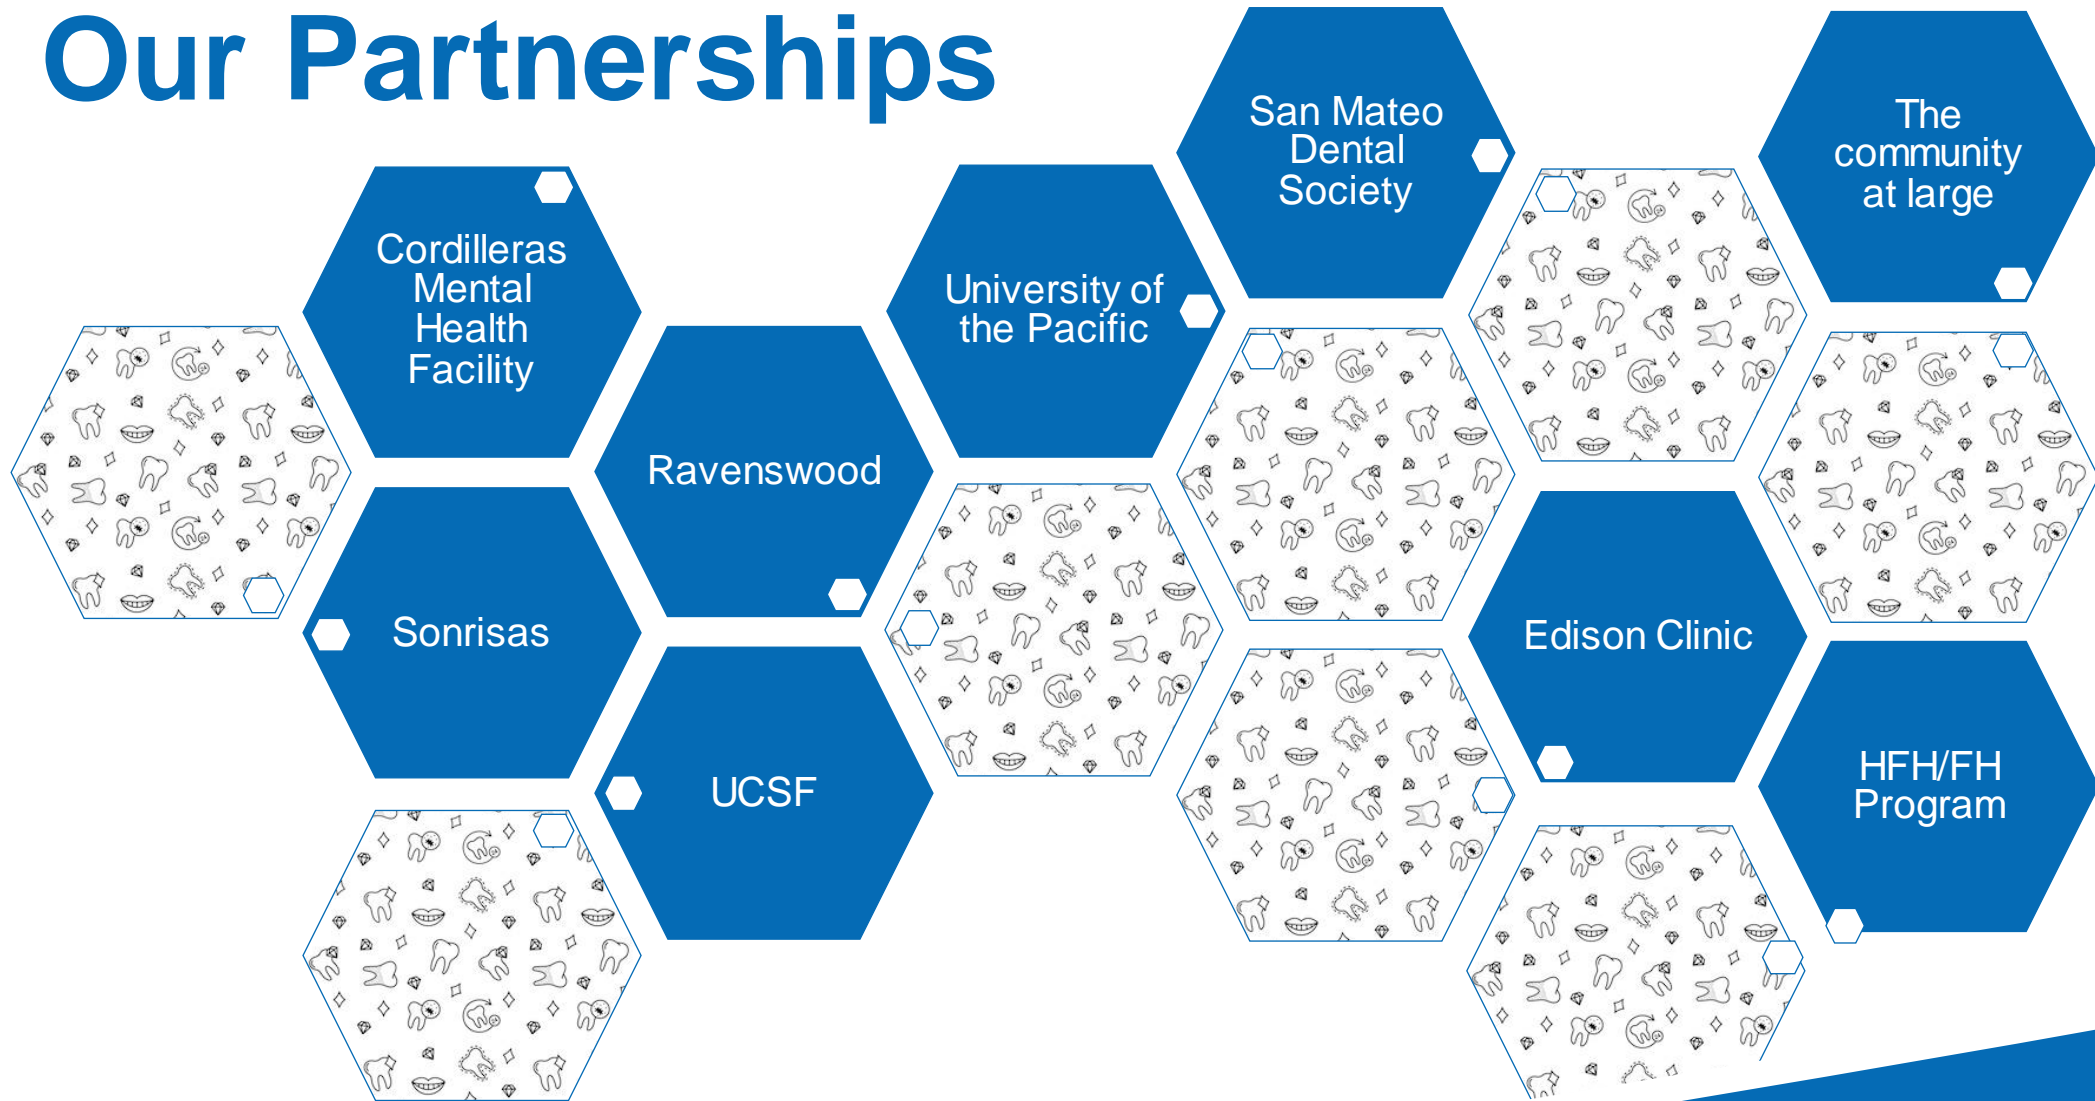 Our Partnerships
Cordilleras
Mental
Health
Facility
Sonrisas
Ravenswood
UCSF
University of
the Pacific
San Mateo
Dental
Society
Edison Clinic
The
community
at large
HFH/FH
Program